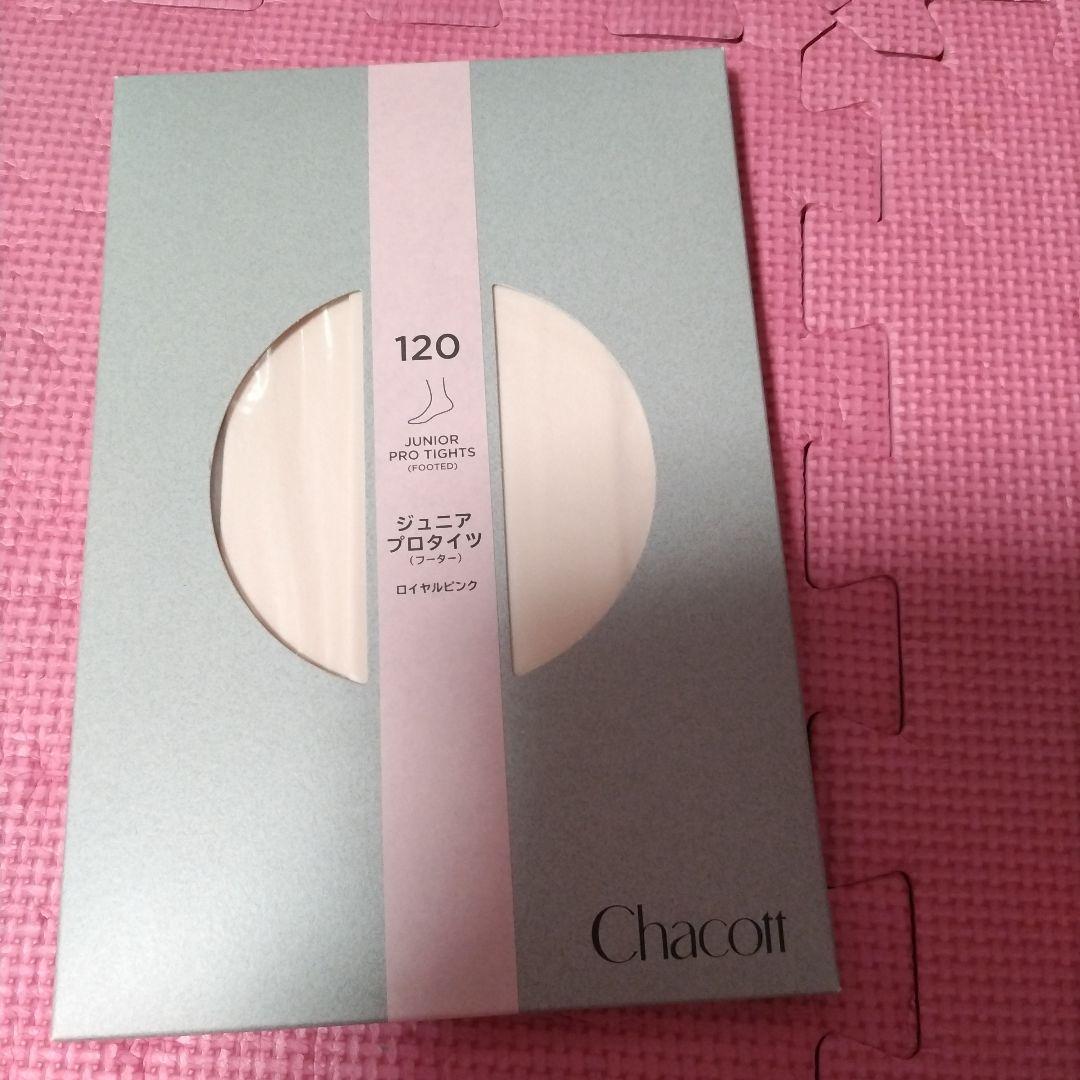 120
JUNIOR
PRO TIGHTS
(FOOTED)
ジュニア
プロタイツ
(フーター)
ロイヤルピンク
Chacott